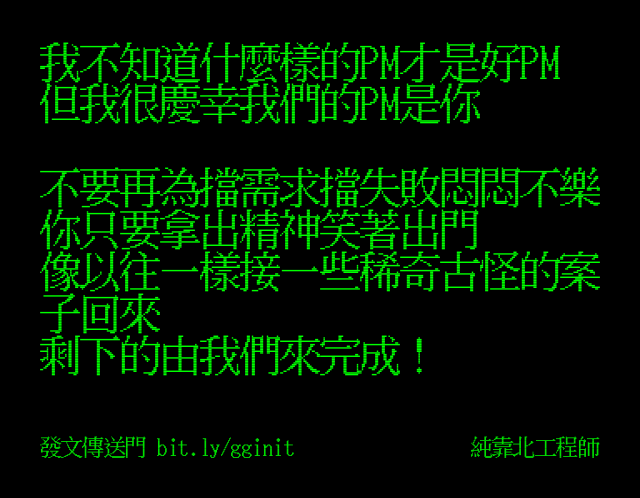 我不知道什麼樣的PM才是好PM
但我很慶幸我們的PM是你
不要再為擋需求擋失敗悶悶不樂
你只要拿出精神笑著出門
像以往一樣接一些稀奇古怪的案
子回來
剩下的由我們來完成！
發文傳送門 bit.ly/gginit
純靠北工程師